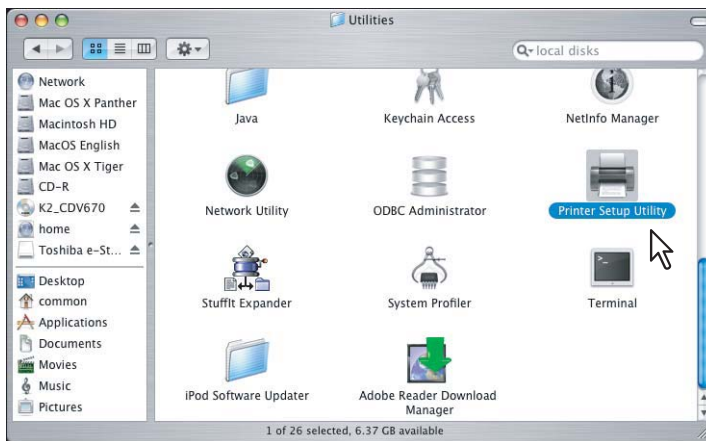 Utilities
local disks
Network
Mac OS X Panther
Macintosh HD
MacOS English
Mac OS X Tiger
CD-R
K2_CDV670
home
Toshiba e-St...
Desktop
common
Applications
Documents
Movies
Music
Pictures
Java
Keychain Access
NetInfo Manager
Network Utility
ODBC Administrator
Printer Setup Utility
StuffIt Expander
System Profiler
>_
Terminal
iPod Software Updater
Adobe Reader Download
Manager
1 of 26 selected, 6.37 GB available